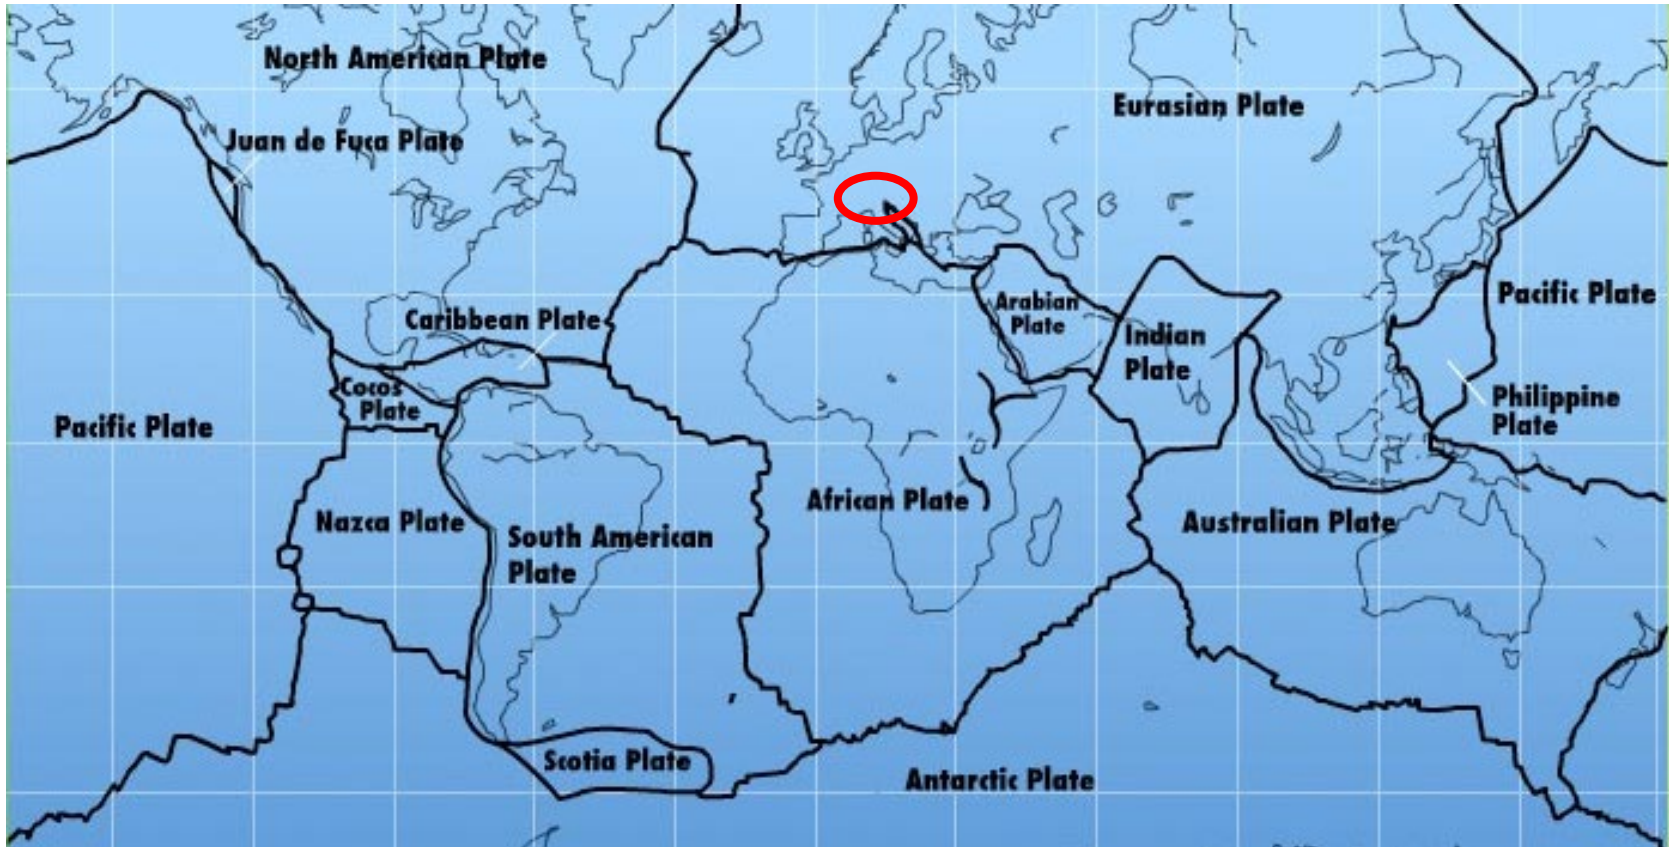 North American Plate
Eurasian Plate
Juan de Fuca Plate
Pacific Plate
Arabian
Plate
Caribbean Plate
Indian
Plate
Cocos
Plate
Philippine
Plate
Pacific Plate
African Plate
Nazca Plate
Australian Plate
South American
Plate
Scotia Plate
Antarctic Plate